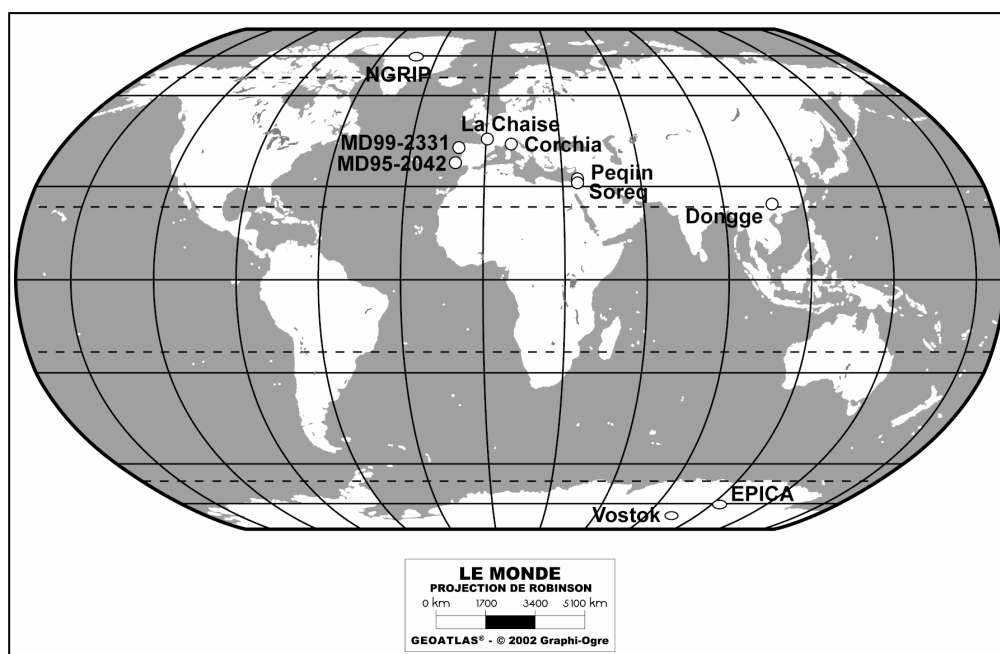 NGRIP
La Chaise
MD99-2331
Corchia
MD95-2042
Peqiin
Soreq
Dongge
EPICA
Vostok
LE MONDE
PROJECTION DE ROBINSON
0 km 1700 3400 5100 km
GEOATLAS® - © 2002 Graphi-Ogre